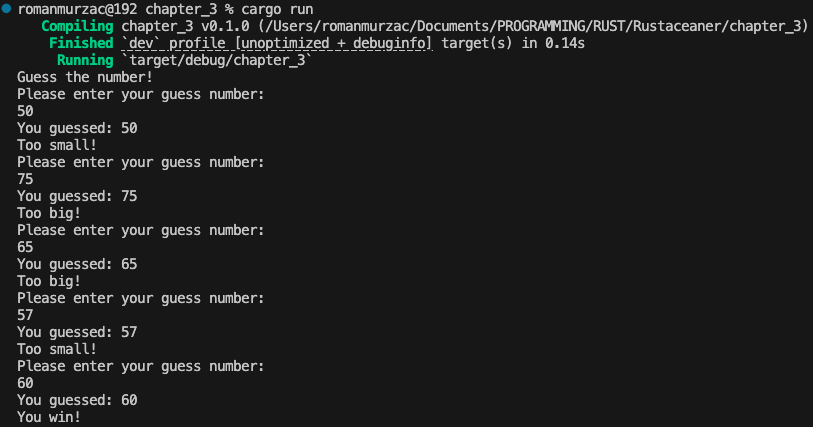 romanmurzac@192 chapter_3 % cargo run
Compiling chapter_3 v0.1.0 (/Users/romanmurzac/Documents/PROGRAMMING/RUST/Rustaceaner/chapter_3)
Finished `dev` profile [unoptimized + debuginfo] target(s) in 0.14s
Running `target/debug/chapter_3`
Guess the number!
Please enter your guess number:
50
You guessed: 50
Too small!
Please enter your guess number:
75
You guessed: 75
Too big!
Please enter your guess number:
65
You guessed: 65
Too big!
Please enter your guess number:
57
You guessed: 57
Too small!
Please enter your guess number:
60
You guessed: 60
You win!